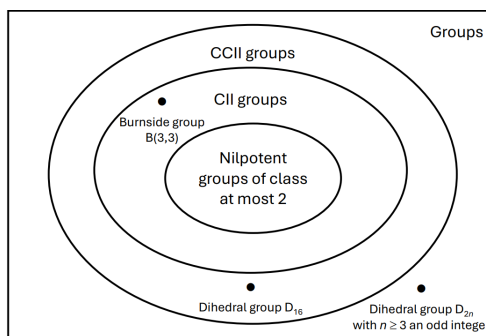 Groups
CCII groups
CII groups
Burnside group
B(3,3)
Nilpotent
groups of class
at most 2
Dihedral group D₁₆
Dihedral group D₂ₙ
with n ≥ 3 an odd intege